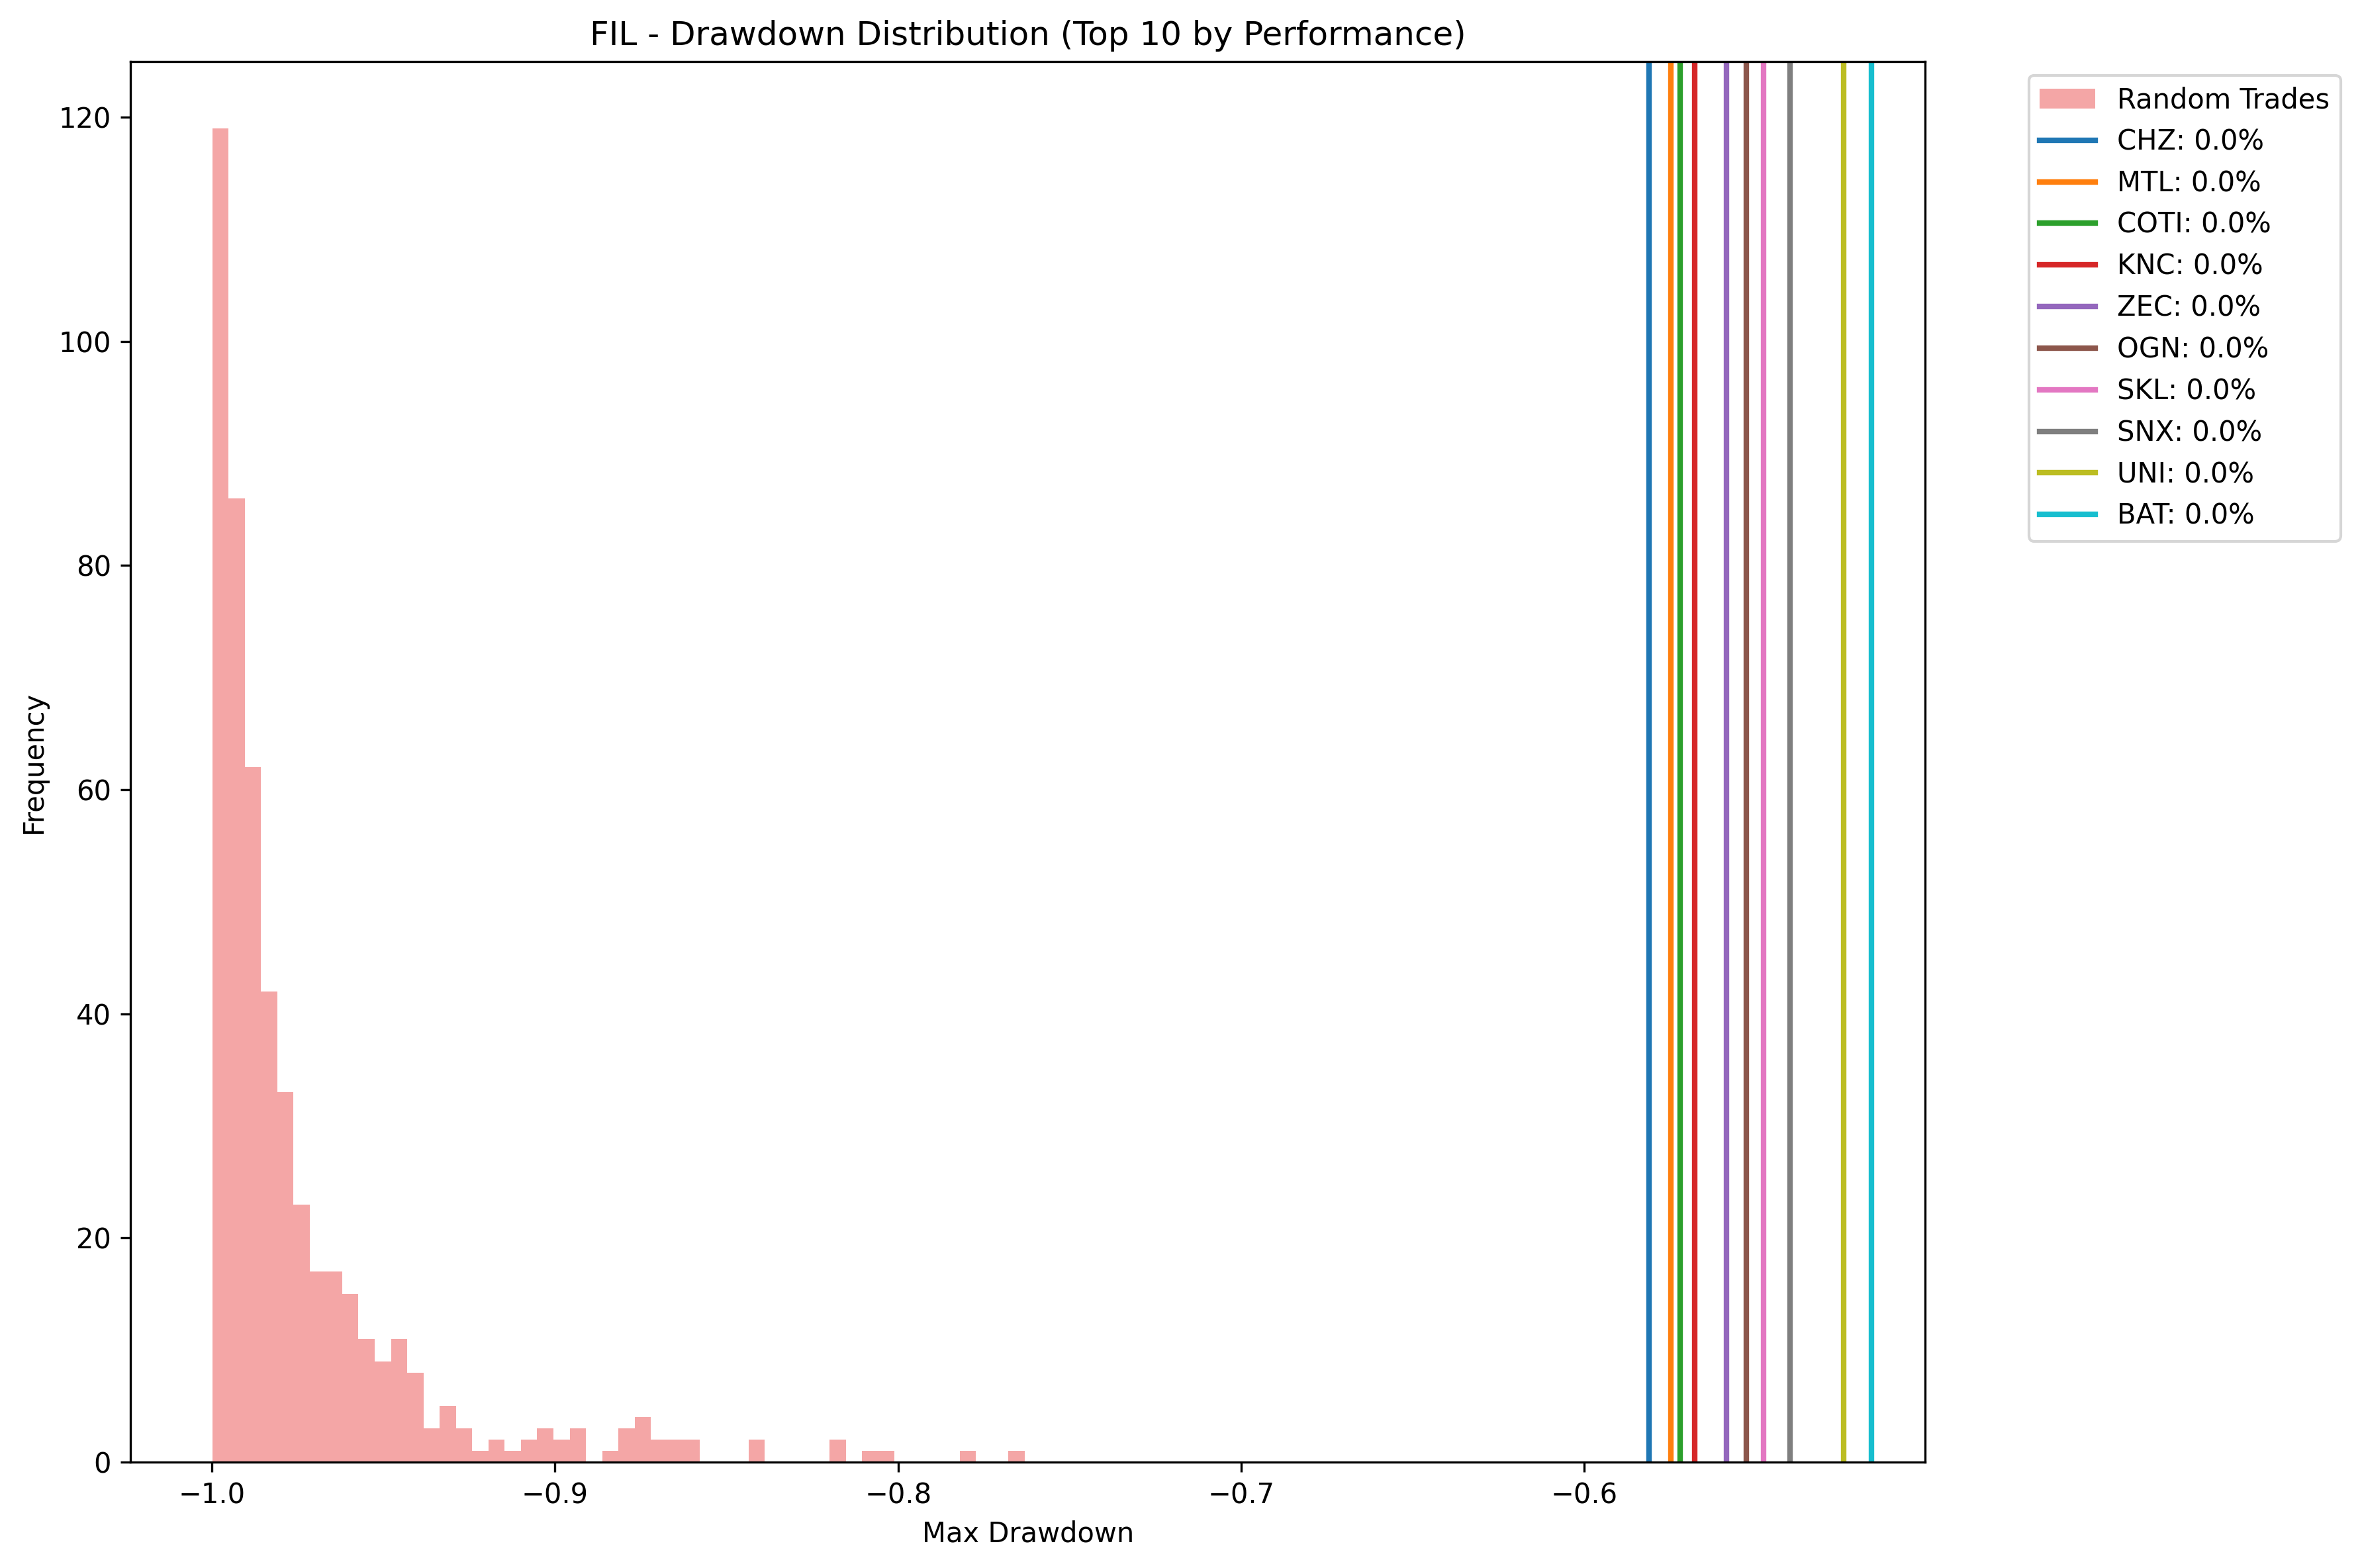 FIL - Drawdown Distribution (Top 10 by Performance)
Random Trades
CHZ: 0.0%
MTL: 0.0%
COTI: 0.0%
KNC: 0.0%
ZEC: 0.0%
OGN: 0.0%
SKL: 0.0%
SNX: 0.0%
UNI: 0.0%
BAT: 0.0%
Frequency
120
100
80
60
40
20
0
−1.0
−0.9
−0.8
−0.7
−0.6
Max Drawdown